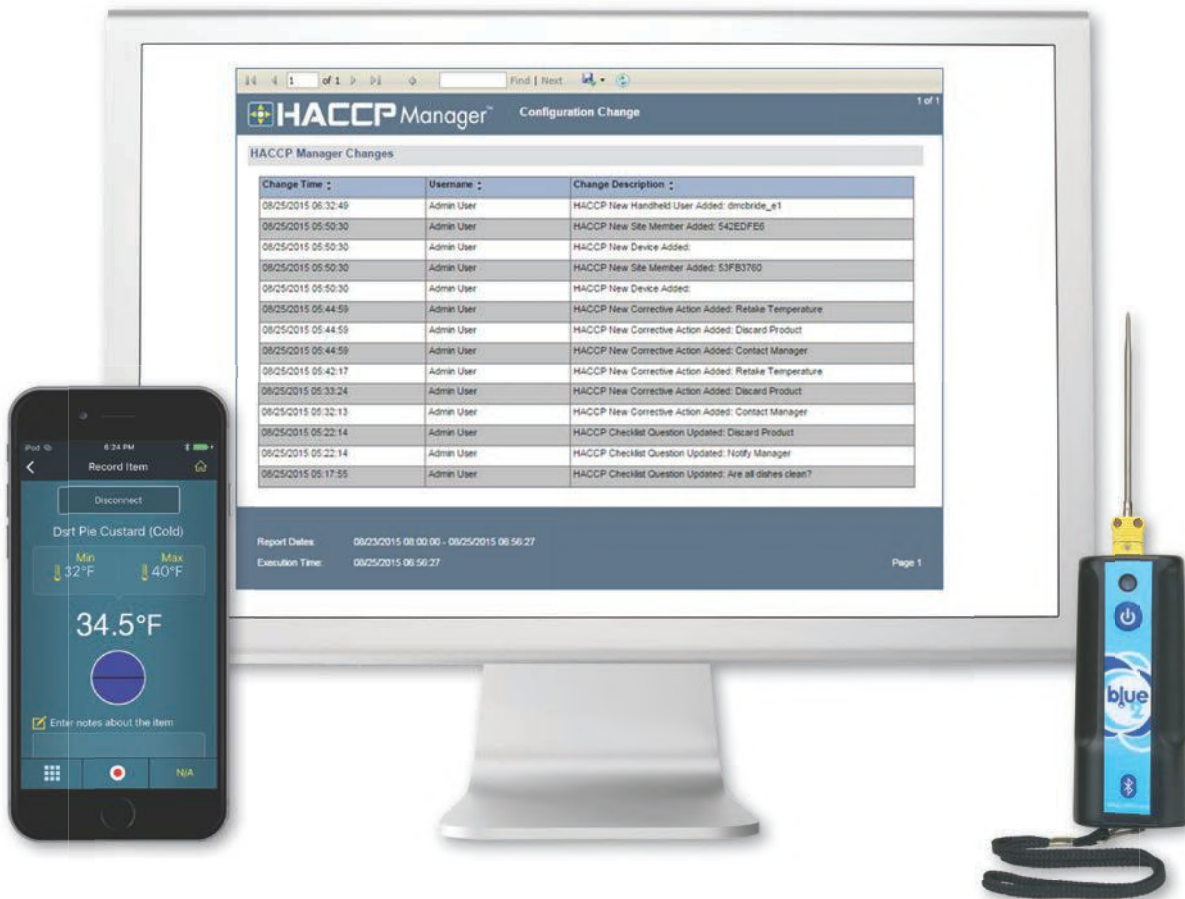 1 of 1 Find | Next
HACCP Manager™ Configuration Change 1 of 1
HACCP Manager Changes
Change Time Username Change Description
08/25/2015 06:32:49 Admin User HACCP New Handheld User Added: dmcbride_e1
08/25/2015 05:50:30 Admin User HACCP New Site Member Added: 542EDFE6
08/25/2015 05:50:30 Admin User HACCP New Device Added:
08/25/2015 05:50:30 Admin User HACCP New Site Member Added: 53FB3760
08/25/2015 05:50:30 Admin User HACCP New Device Added:
08/25/2015 05:44:59 Admin User HACCP New Corrective Action Added: Retake Temperature
08/25/2015 05:44:59 Admin User HACCP New Corrective Action Added: Discard Product
08/25/2015 05:44:59 Admin User HACCP New Corrective Action Added: Contact Manager
08/25/2015 05:42:17 Admin User HACCP New Corrective Action Added: Retake Temperature
08/25/2015 05:33:24 Admin User HACCP New Corrective Action Added: Discard Product
08/25/2015 05:32:13 Admin User HACCP New Corrective Action Added: Contact Manager
08/25/2015 05:22:14 Admin User HACCP Checklist Question Updated: Discard Product
08/25/2015 05:22:14 Admin User HACCP Checklist Question Updated: Notify Manager
08/25/2015 05:17:55 Admin User HACCP Checklist Question Updated: Are all dishes clean?
Report Dates: 08/23/2015 08:00:00 - 08/25/2015 06:56:27
Execution Time: 08/25/2015 06:56:27 Page 1
iPod 6:24 PM
Record Item
Disconnect
Dsrt Pie Custard (Cold)
Min Max
32°F 40°F
34.5°F
Enter notes about the item
N/A
blue
2